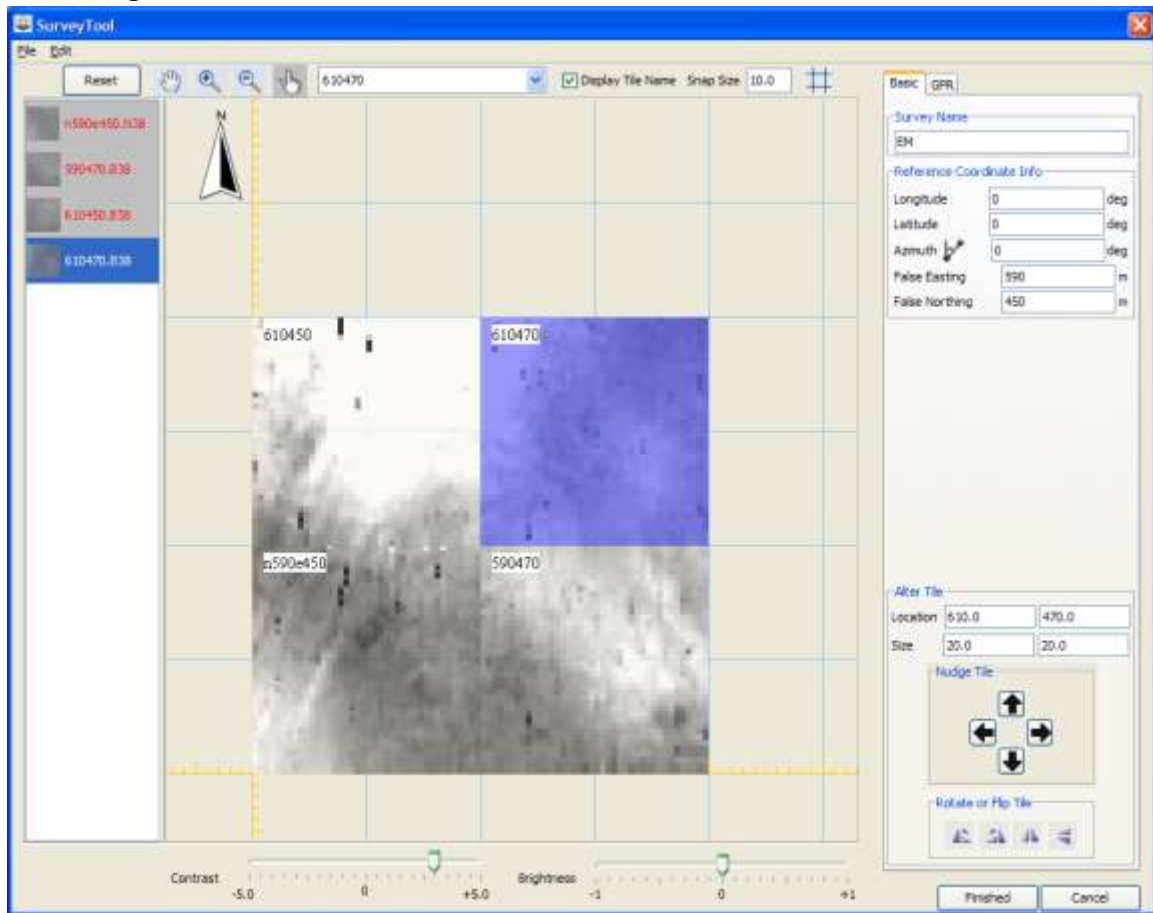 SurveyTool
File Edit
Reset
610470
Display Tile Name
Snap Size 10.0
n590e450.H38
590470.B38
610450.B38
610470.B38
N
610450
610470
n590e450
590470
Contrast
-5.0 0 +5.0
Brightness
-1 0 +1
Basic GPR
Survey Name
EM
Reference Coordinate Info
Longitude 0 deg
Latitude 0 deg
Azimuth 0 deg
False Easting 590 m
False Northing 450 m
Alter Tile
Location 610.0 470.0
Size 20.0 20.0
Nudge Tile
Rotate or Flip Tile
Finished Cancel